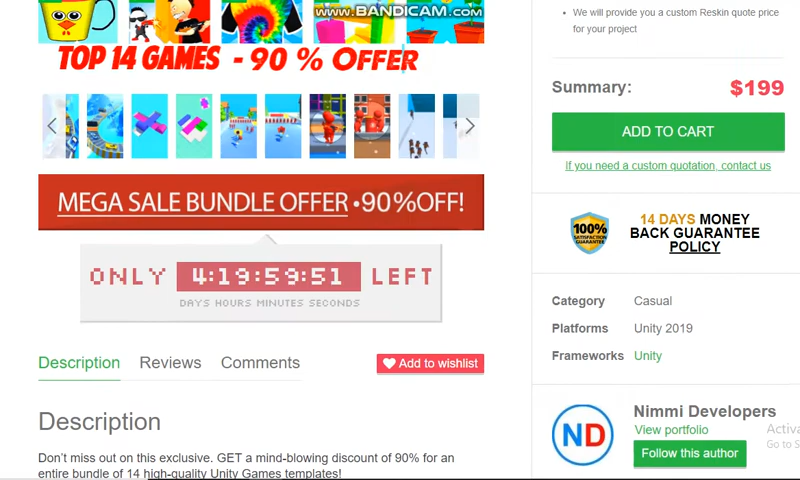 WWW.BANDICAM.COM
TOP 14 GAMES - 90 % OFFER
MEGA SALE BUNDLE OFFER •90%OFF!
ONLY 4:19:59:51 LEFT
DAYS HOURS MINUTES SECONDS
Description Reviews Comments Add to wishlist
Description
Don't miss out on this exclusive. GET a mind-blowing discount of 90% for an
entire bundle of 14 high-quality Unity Games templates!
• We will provide you a custom Reskin quote price
for your project
Summary: $199
ADD TO CART
If you need a custom quotation, contact us
100%
SATISFACTION
GUARANTEE
14 DAYS MONEY
BACK GUARANTEE
POLICY
Category Casual
Platforms Unity 2019
Frameworks Unity
ND
Nimmi Developers
View portfolio
Follow this author
Activa
Go to S